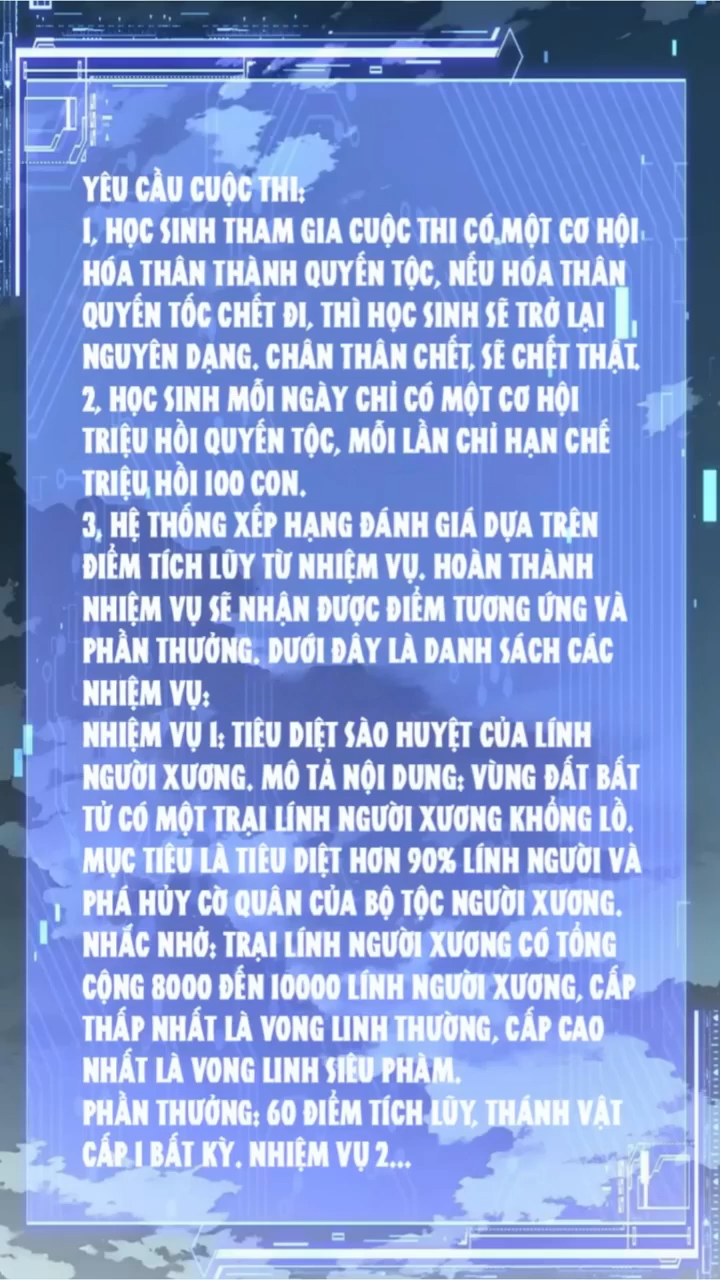 YÊU CẦU CUỘC THI:
1, HỌC SINH THAM GIA CUỘC THI CÓ MỘT CƠ HỘI
HÓA THÂN THÀNH QUYẾN TỘC, NẾU HÓA THÂN
QUYẾN TỐC CHẾT ĐI, THÌ HỌC SINH SẼ TRỞ LẠI
NGUYÊN DẠNG. CHÂN THÂN CHẾT, SẼ CHẾT THẬT.
2, HỌC SINH MỖI NGÀY CHỈ CÓ MỘT CƠ HỘI
TRIỆU HỒI QUYẾN TỘC, MỖI LẦN CHỈ HẠN CHẾ
TRIỆU HỒI 100 CON.
3, HỆ THỐNG XẾP HẠNG ĐÁNH GIÁ DỰA TRÊN
ĐIỂM TÍCH LŨY TỪ NHIỆM VỤ. HOÀN THÀNH
NHIỆM VỤ SẼ NHẬN ĐƯỢC ĐIỂM TƯƠNG ỨNG VÀ
PHẦN THƯỞNG. DƯỚI ĐÂY LÀ DANH SÁCH CÁC
NHIỆM VỤ:
NHIỆM VỤ 1: TIÊU DIỆT SÀO HUYỆT CỦA LÍNH
NGƯỜI XƯƠNG. MÔ TẢ NỘI DUNG: VÙNG ĐẤT BẤT
TỬ CÓ MỘT TRẠI LÍNH NGƯỜI XƯƠNG KHỔNG LỒ.
MỤC TIÊU LÀ TIÊU DIỆT HƠN 90% LÍNH NGƯỜI VÀ
PHÁ HỦY CỜ QUÂN CỦA BỘ TỘC NGƯỜI XƯƠNG.
NHẮC NHỞ: TRẠI LÍNH NGƯỜI XƯƠNG CÓ TỔNG
CỘNG 8000 ĐẾN 10000 LÍNH NGƯỜI XƯƠNG, CẤP
THẤP NHẤT LÀ VONG LINH THƯỜNG, CẤP CAO
NHẤT LÀ VONG LINH SIÊU PHÀM.
PHẦN THƯỞNG: 60 ĐIỂM TÍCH LŨY, THÁNH VẬT
CẤP 1 BẤT KỲ. NHIỆM VỤ 2...